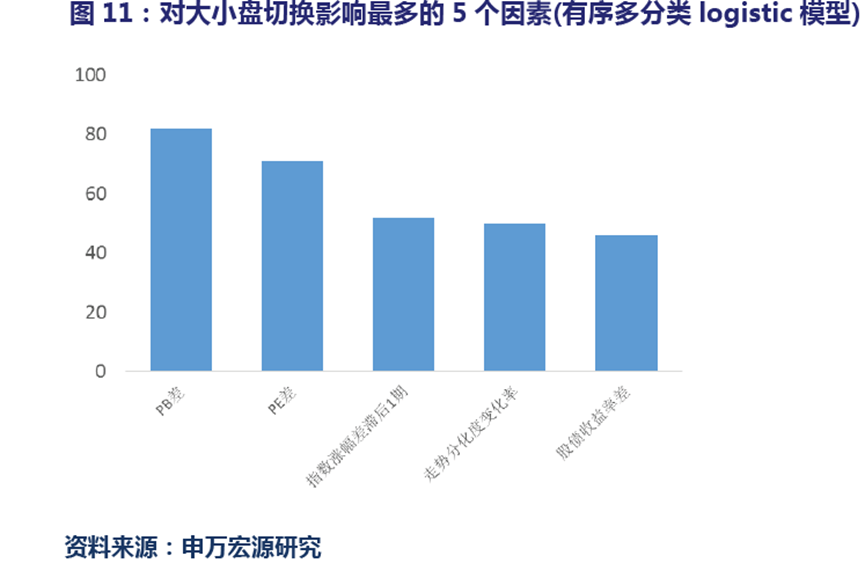 图 11：对大小盘切换影响最多的 5 个因素(有序多分类 logistic 模型)
100
80
60
40
20
0
PB差
PE差
指数涨幅差滞后1期
走势分化度变化率
股债收益率差
资料来源：申万宏源研究